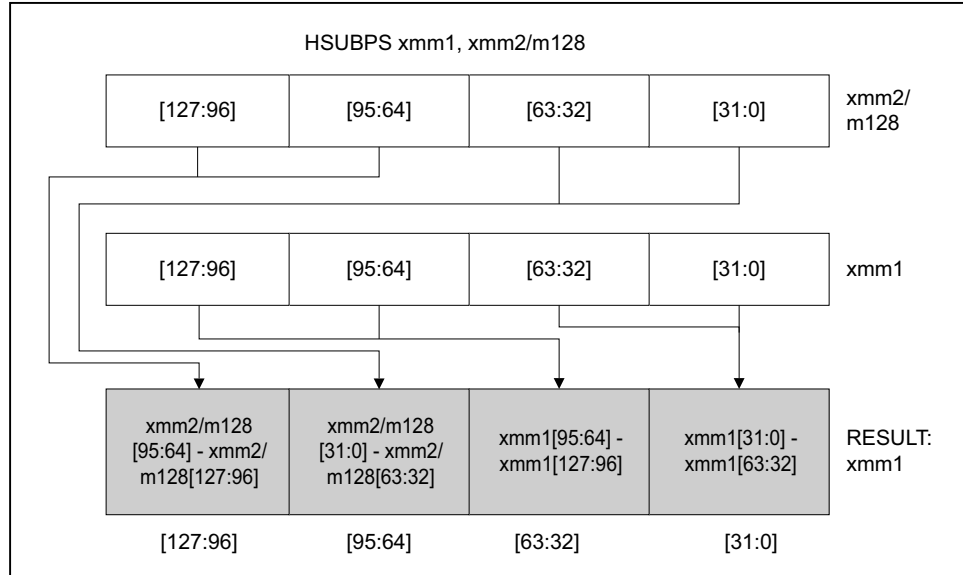 HSUBPS xmm1, xmm2/m128
[127:96] [95:64] [63:32] [31:0]
xmm2/
m128
[127:96] [95:64] [63:32] [31:0] xmm1
xmm2/m128
[95:64] - xmm2/
m128[127:96]
xmm2/m128
[31:0] - xmm2/
m128[63:32]
xmm1[95:64] -
xmm1[127:96]
xmm1[31:0] -
xmm1[63:32]
RESULT:
xmm1
[127:96] [95:64] [63:32] [31:0]